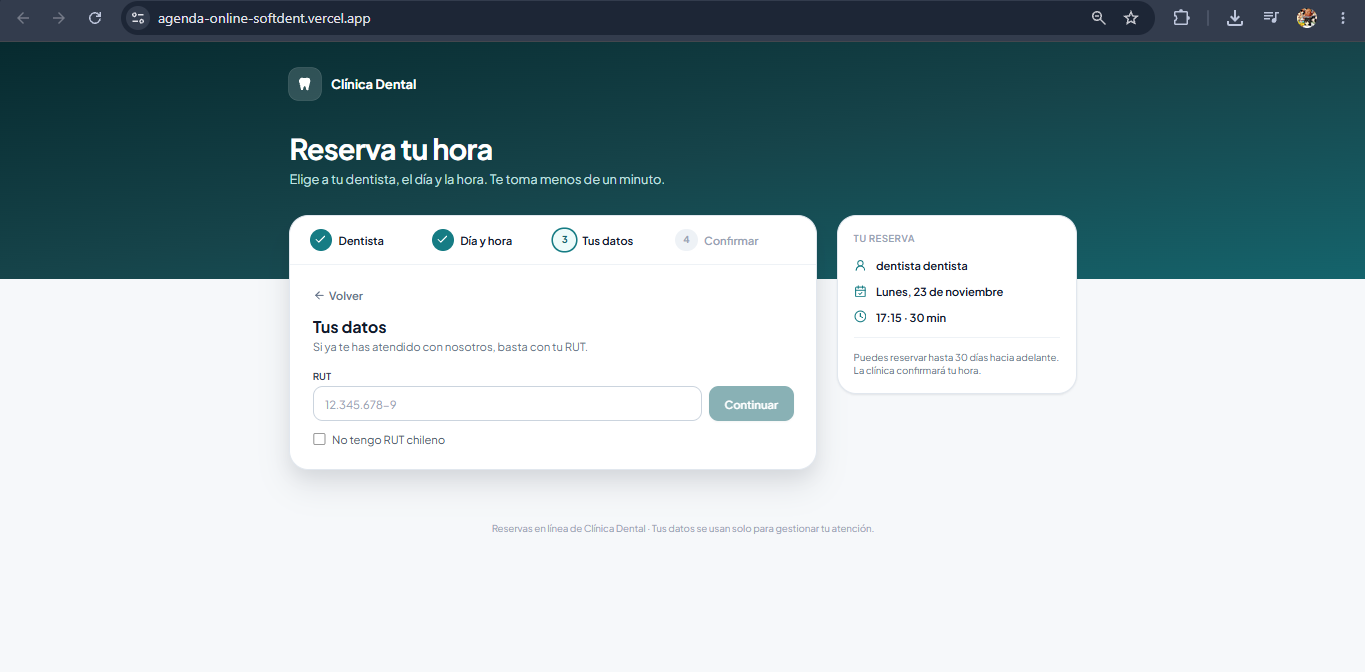 agenda-online-softdent.vercel.app
Clínica Dental
Reserva tu hora
Elige a tu dentista, el día y la hora. Te toma menos de un minuto.
Dentista
Día y hora
3 Tus datos
4 Confirmar
← Volver
Tus datos
Si ya te has atendido con nosotros, basta con tu RUT.
RUT
12.345.678-9
Continuar
No tengo RUT chileno
TU RESERVA
dentista dentista
Lunes, 23 de noviembre
17:15 · 30 min
Puedes reservar hasta 30 días hacia adelante.
La clínica confirmará tu hora.
Reservas en línea de Clínica Dental · Tus datos se usan solo para gestionar tu atención.